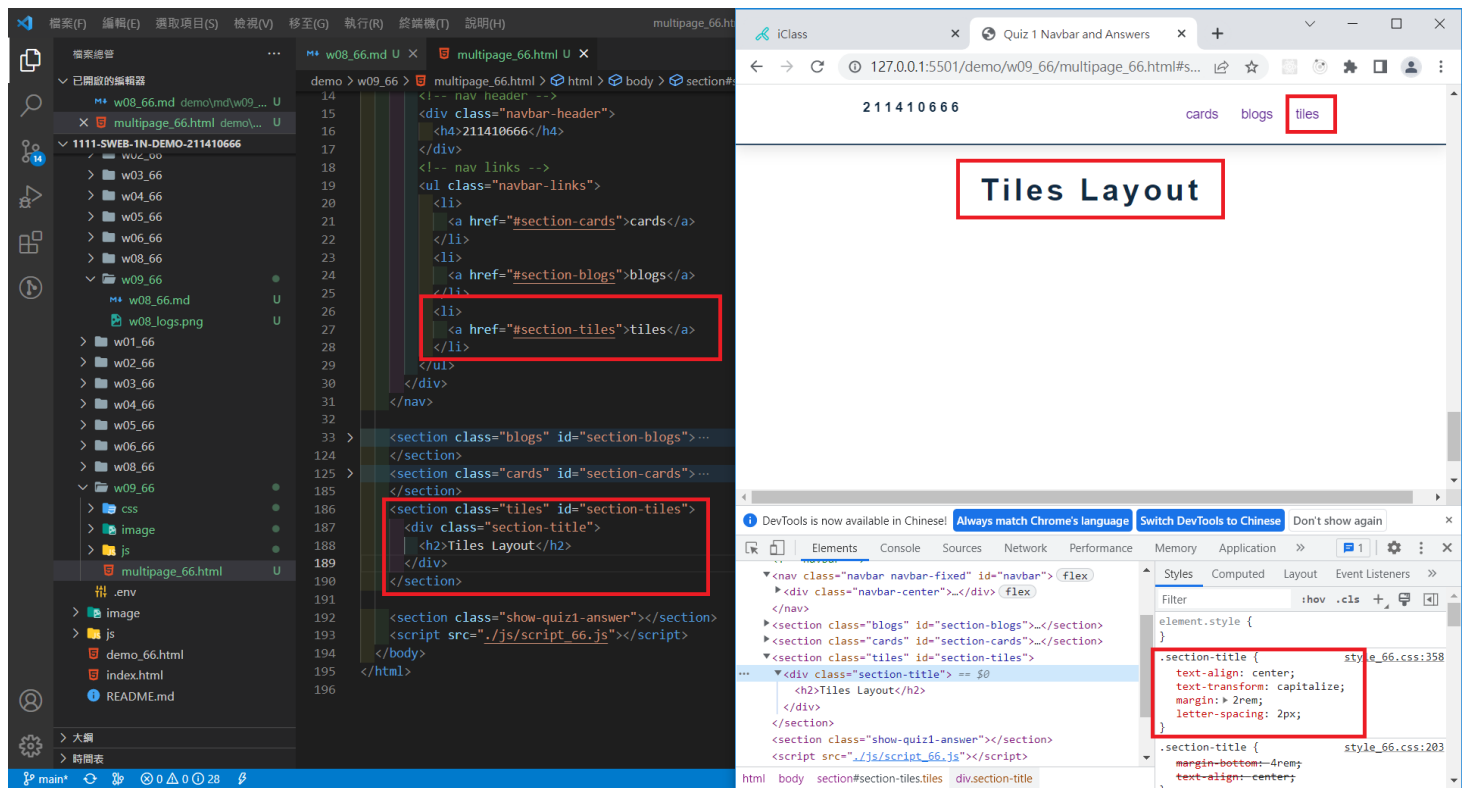 檔案(F) 編輯(E) 選取項目(S) 檢視(V) 移至(G) 執行(R) 終端機(T) 說明(H) multipage_66.ht
檔案總管 ···
已開啟的編輯器
w08_66.md demo\md\w09_... U
multipage_66.html demo\... U
1111-SWEB-1N-DEMO-211410666
w02_66
w03_66
w04_66
w05_66
w06_66
w08_66
w09_66
w08_66.md U
w08_logs.png U
w01_66
w02_66
w03_66
w04_66
w05_66
w06_66
w08_66
w09_66
css
image
js
multipage_66.html U
.env
image
js
demo_66.html
index.html
README.md
大綱
時間表
14
main* 0 0 28
w08_66.md U multipage_66.html U
demo > w09_66 > multipage_66.html > html > body > section#s
14 <!-- nav header -->
15 <div class="navbar-header">
16 <h4>211410666</h4>
17 </div>
18 <!-- nav links -->
19 <ul class="navbar-links">
20 <li>
21 <a href="#section-cards">cards</a>
22 </li>
23 <li>
24 <a href="#section-blogs">blogs</a>
25 </li>
26 <li>
27 <a href="#section-tiles">tiles</a>
28 </li>
29 </ul>
30 </div>
31 </nav>
32
33 <section class="blogs" id="section-blogs">···
124 </section>
125 <section class="cards" id="section-cards">···
185 </section>
186 <section class="tiles" id="section-tiles">
187 <div class="section-title">
188 <h2>Tiles Layout</h2>
189 </div>
190 </section>
191
192 <section class="show-quiz1-answer"></section>
193 <script src="./js/script_66.js"></script>
194 </body>
195 </html>
196
iClass Quiz 1 Navbar and Answers
127.0.0.1:5501/demo/w09_66/multipage_66.html#s...
211410666 cards blogs tiles
Tiles Layout
DevTools is now available in Chinese! Always match Chrome's language Switch DevTools to Chinese Don't show again
Elements Console Sources Network Performance Memory Application » 1
<nav class="navbar navbar-fixed" id="navbar"> flex
<div class="navbar-center">…</div> flex
</nav>
<section class="blogs" id="section-blogs">…</section>
<section class="cards" id="section-cards">…</section>
<section class="tiles" id="section-tiles">
<div class="section-title"> == $0
<h2>Tiles Layout</h2>
</div>
</section>
<section class="show-quiz1-answer"></section>
<script src="./js/script_66.js"></script>
html body section#section-tiles.tiles div.section-title
Styles Computed Layout Event Listeners »
Filter :hov .cls
element.style {
}
.section-title { style_66.css:358
text-align: center;
text-transform: capitalize;
margin: 2rem;
letter-spacing: 2px;
}
.section-title { style_66.css:203
margin-bottom: 4rem;
text-align: center;